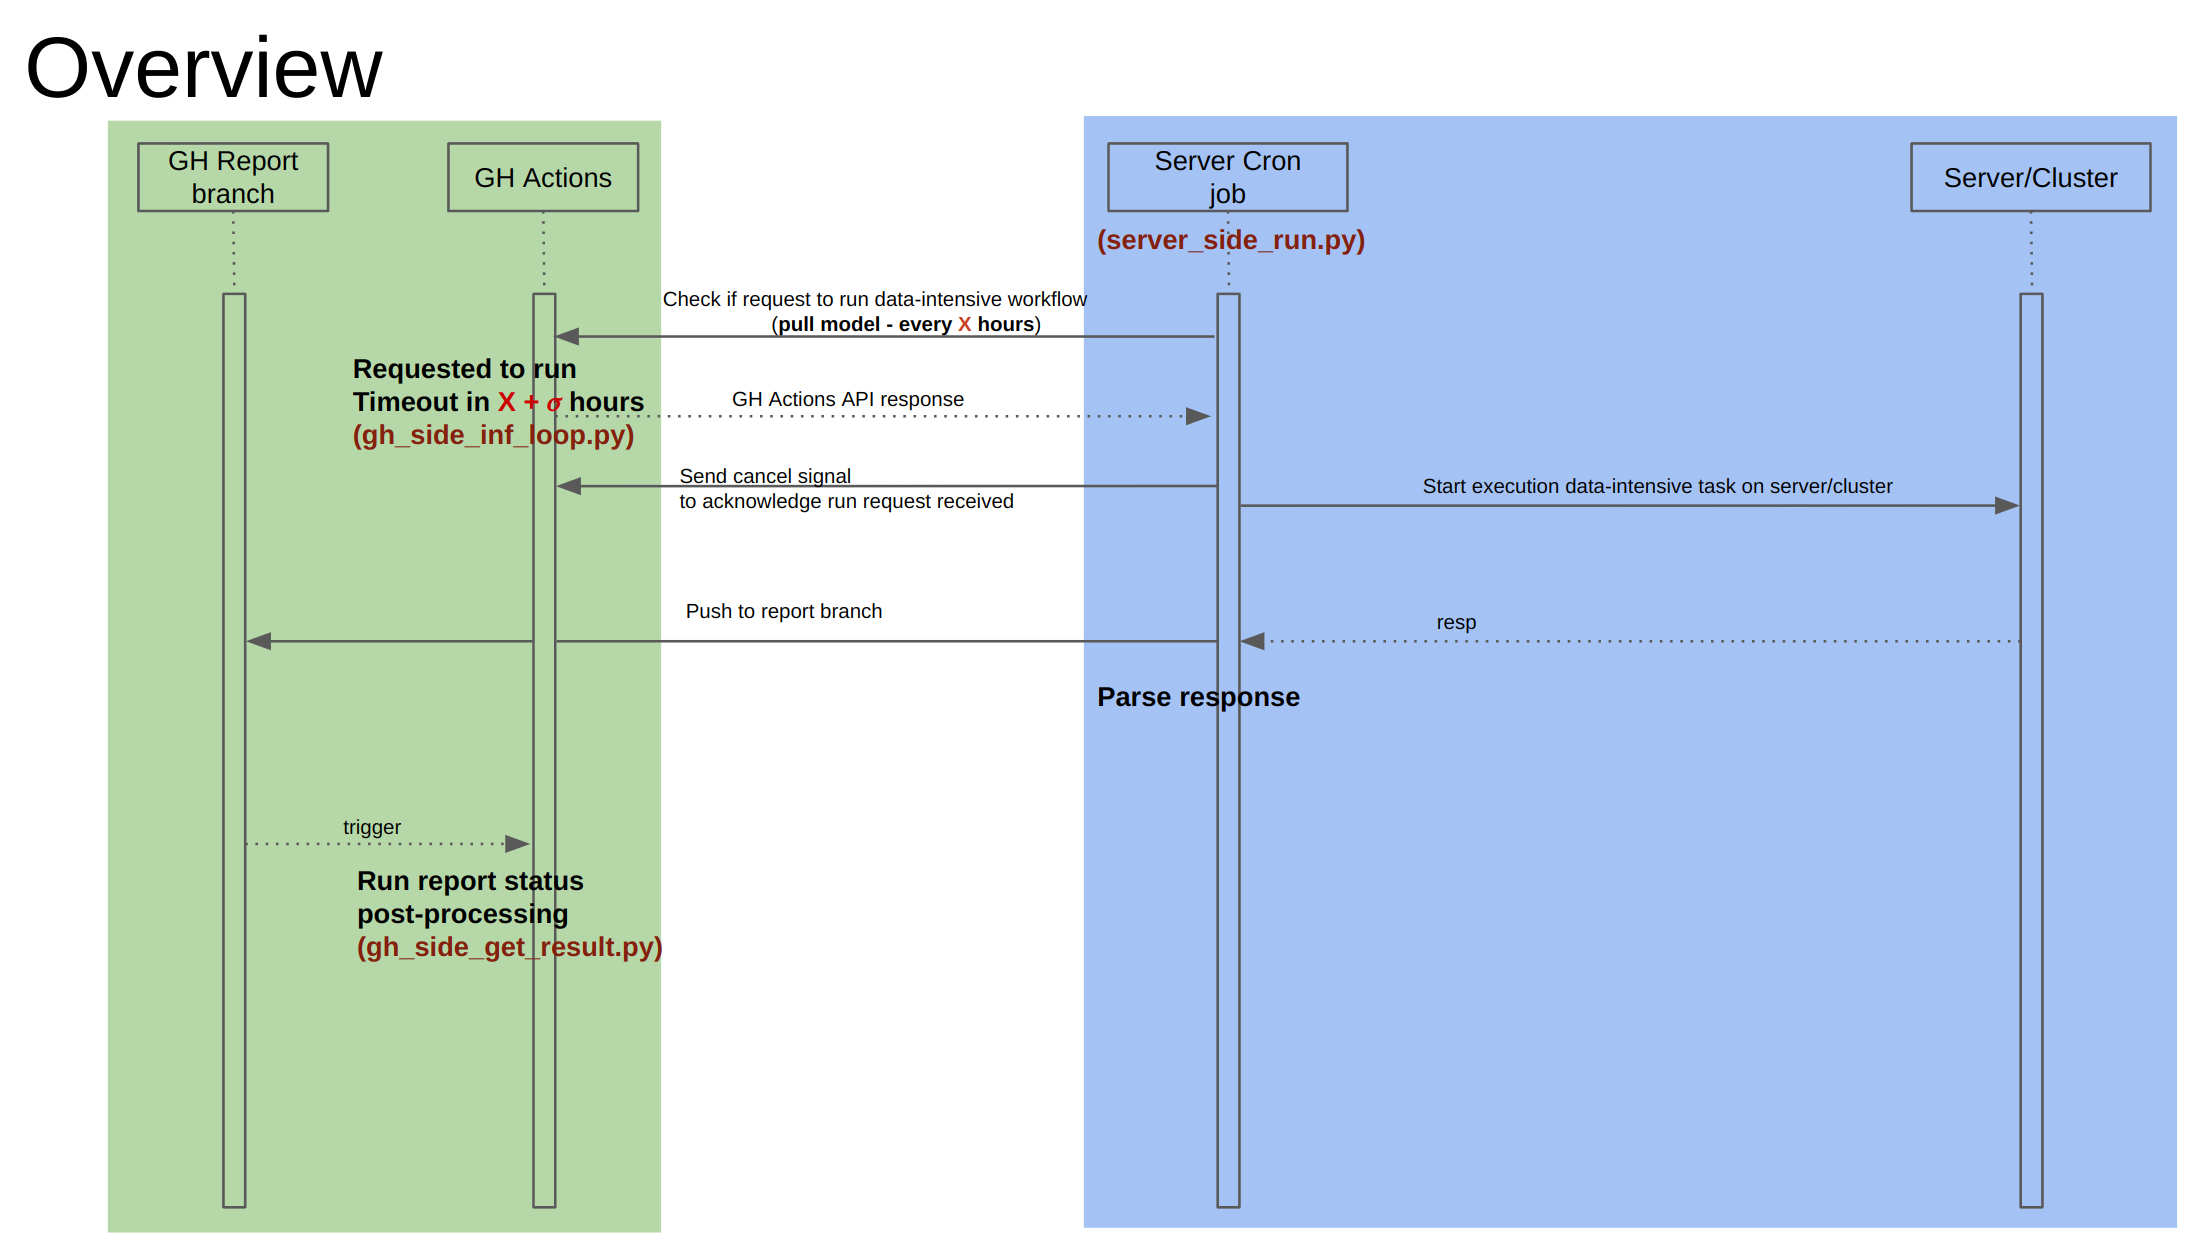 Overview
GH Report
branch
GH Actions
Server Cron
job
Server/Cluster
(server_side_run.py)
Check if request to run data-intensive workflow
(pull model - every X hours)
Requested to run
Timeout in X + σ hours
(gh_side_inf_loop.py)
GH Actions API response
Send cancel signal
to acknowledge run request received
Start execution data-intensive task on server/cluster
Push to report branch
resp
Parse response
trigger
Run report status
post-processing
(gh_side_get_result.py)